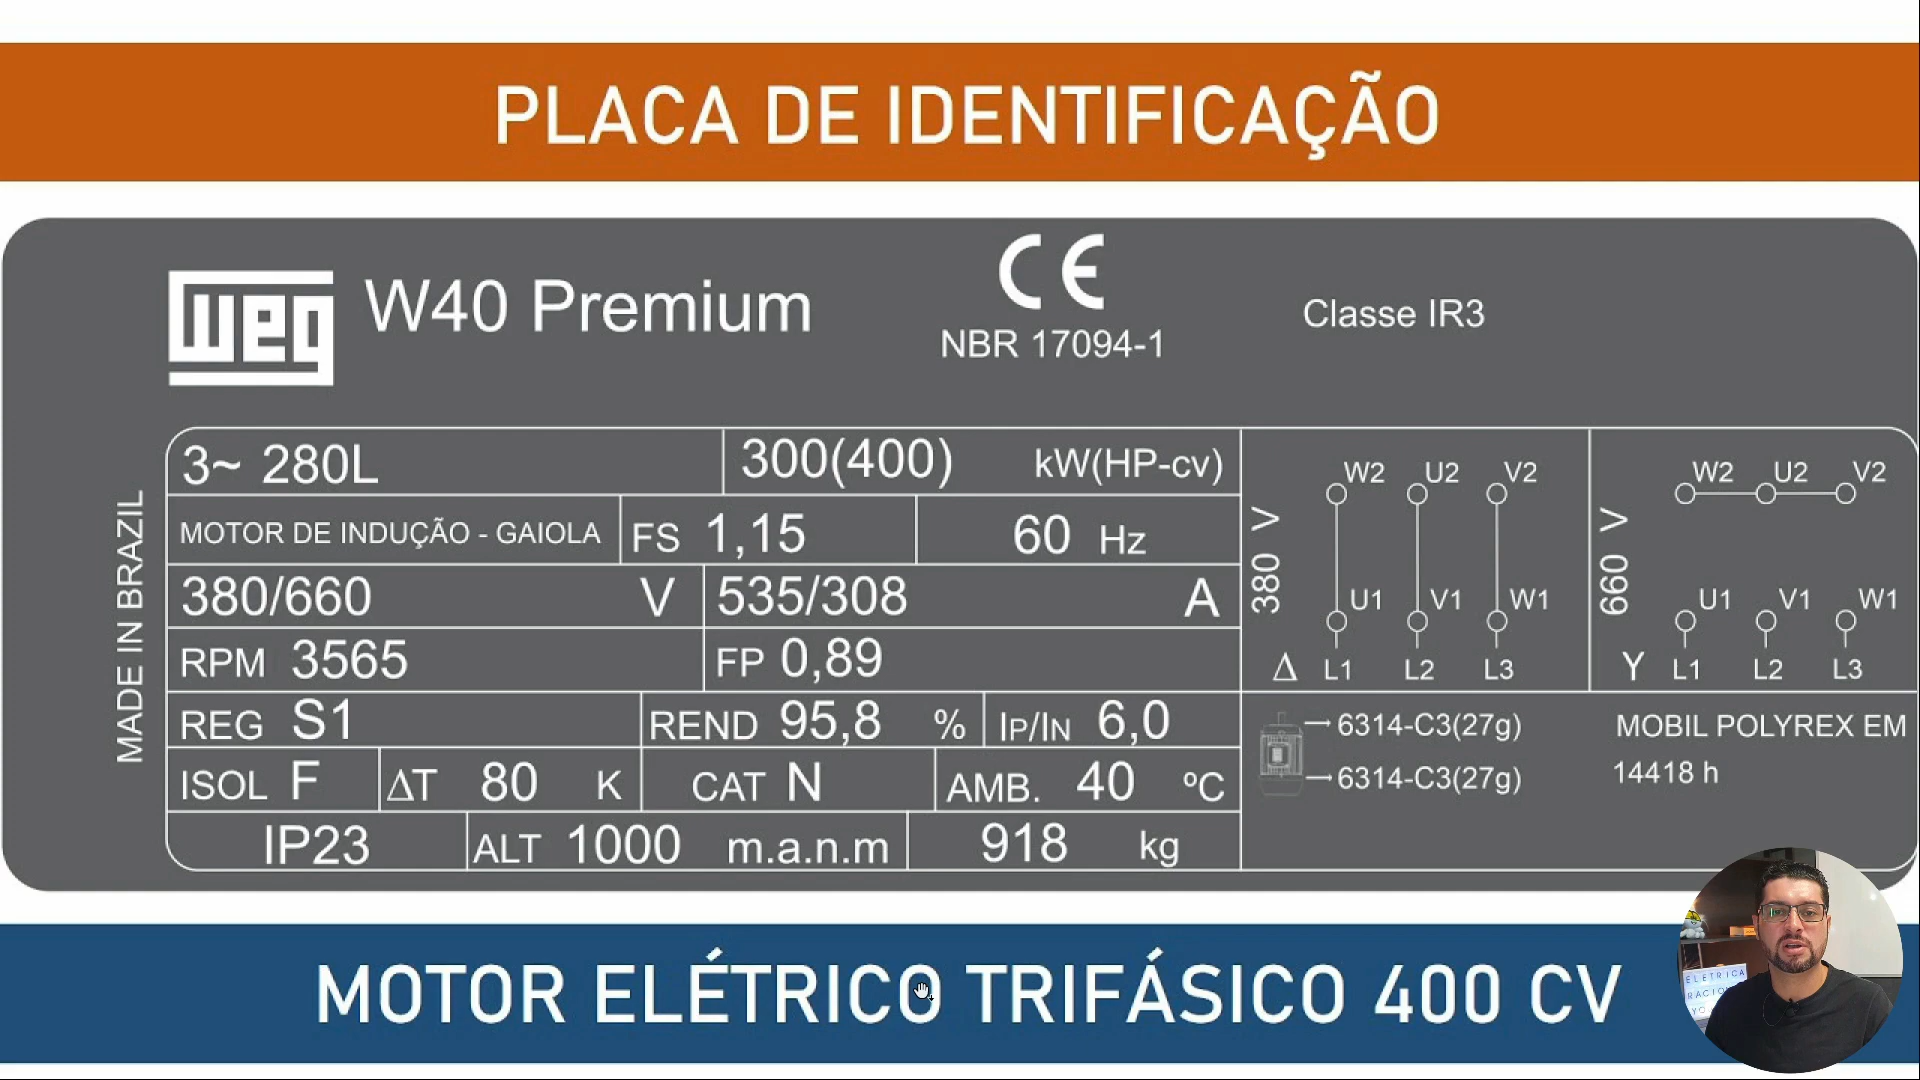 PLACA DE IDENTIFICAÇÃO
weg W40 Premium
CE
NBR 17094-1
Classe IR3
MADE IN BRAZIL
3~ 280L 300(400) kW(HP-cv)
MOTOR DE INDUÇÃO - GAIOLA FS 1,15 60 Hz
380/660 V 535/308 A
RPM 3565 FP 0,89
REG S1 REND 95,8 % IP/IN 6,0
ISOL F ΔT 80 K CAT N AMB. 40 ºC
IP23 ALT 1000 m.a.n.m 918 kg
380 V
W2 U2 V2
U1 V1 W1
Δ L1 L2 L3
660 V
W2 U2 V2
U1 V1 W1
Y L1 L2 L3
6314-C3(27g) MOBIL POLYREX EM
6314-C3(27g) 14418 h
MOTOR ELÉTRICO TRIFÁSICO 400 CV
ELETRICA